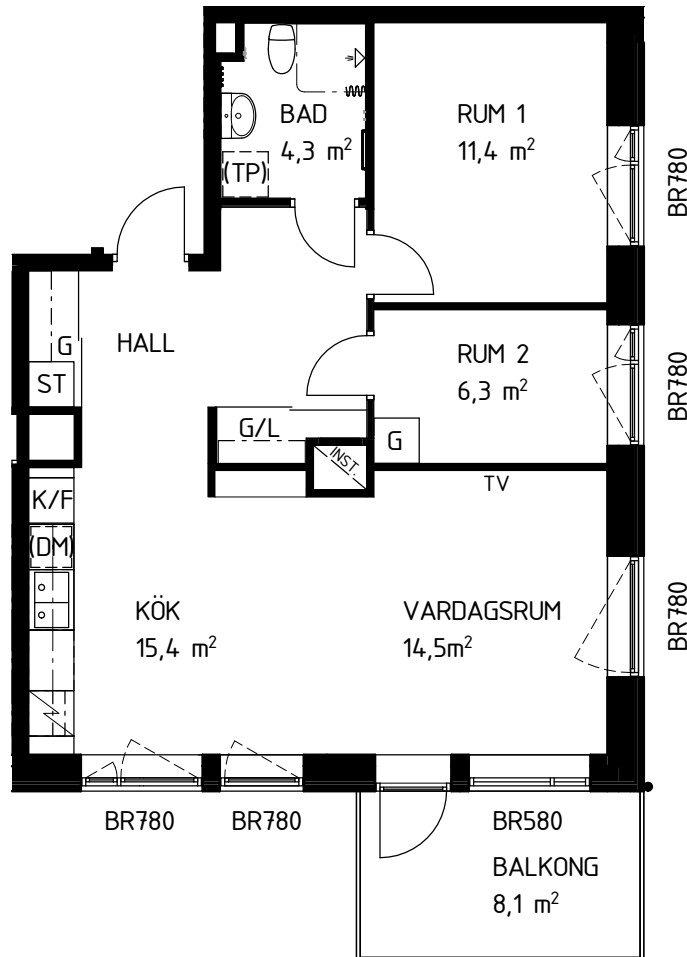 BAD
4,3 m²
(TP)
RUM 1
11,4 m²
BR780
HALL
G
ST
RUM 2
6,3 m²
BR780
G/L
G
INST.
TV
K/F
(DM)
KÖK
15,4 m²
VARDAGSRUM
14,5m²
BR780
BR780
BR780
BR580
BALKONG
8,1 m²